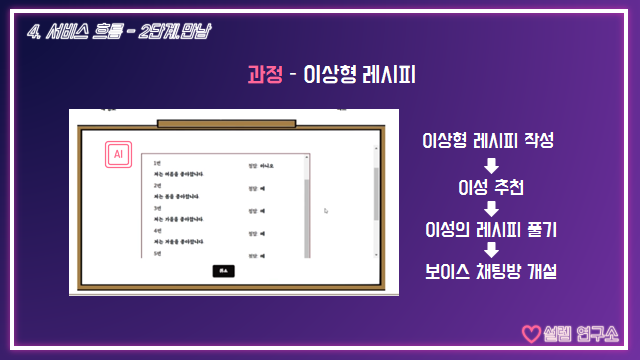 4. 서비스 흐름 - 2단계.만남
과정 - 이상형 레시피
AI
1번
정답 아니오
저는 여름을 좋아합니다
2번
정답 예
저는 봄을 좋아합니다
3번
정답 예
저는 가을을 좋아합니다
4번
정답 예
저는 겨울을 좋아합니다
5번
정답 예
이상형 레시피 작성
이성 추천
이성의 레시피 풀기
보이스 채팅방 개설
설렘 연구소